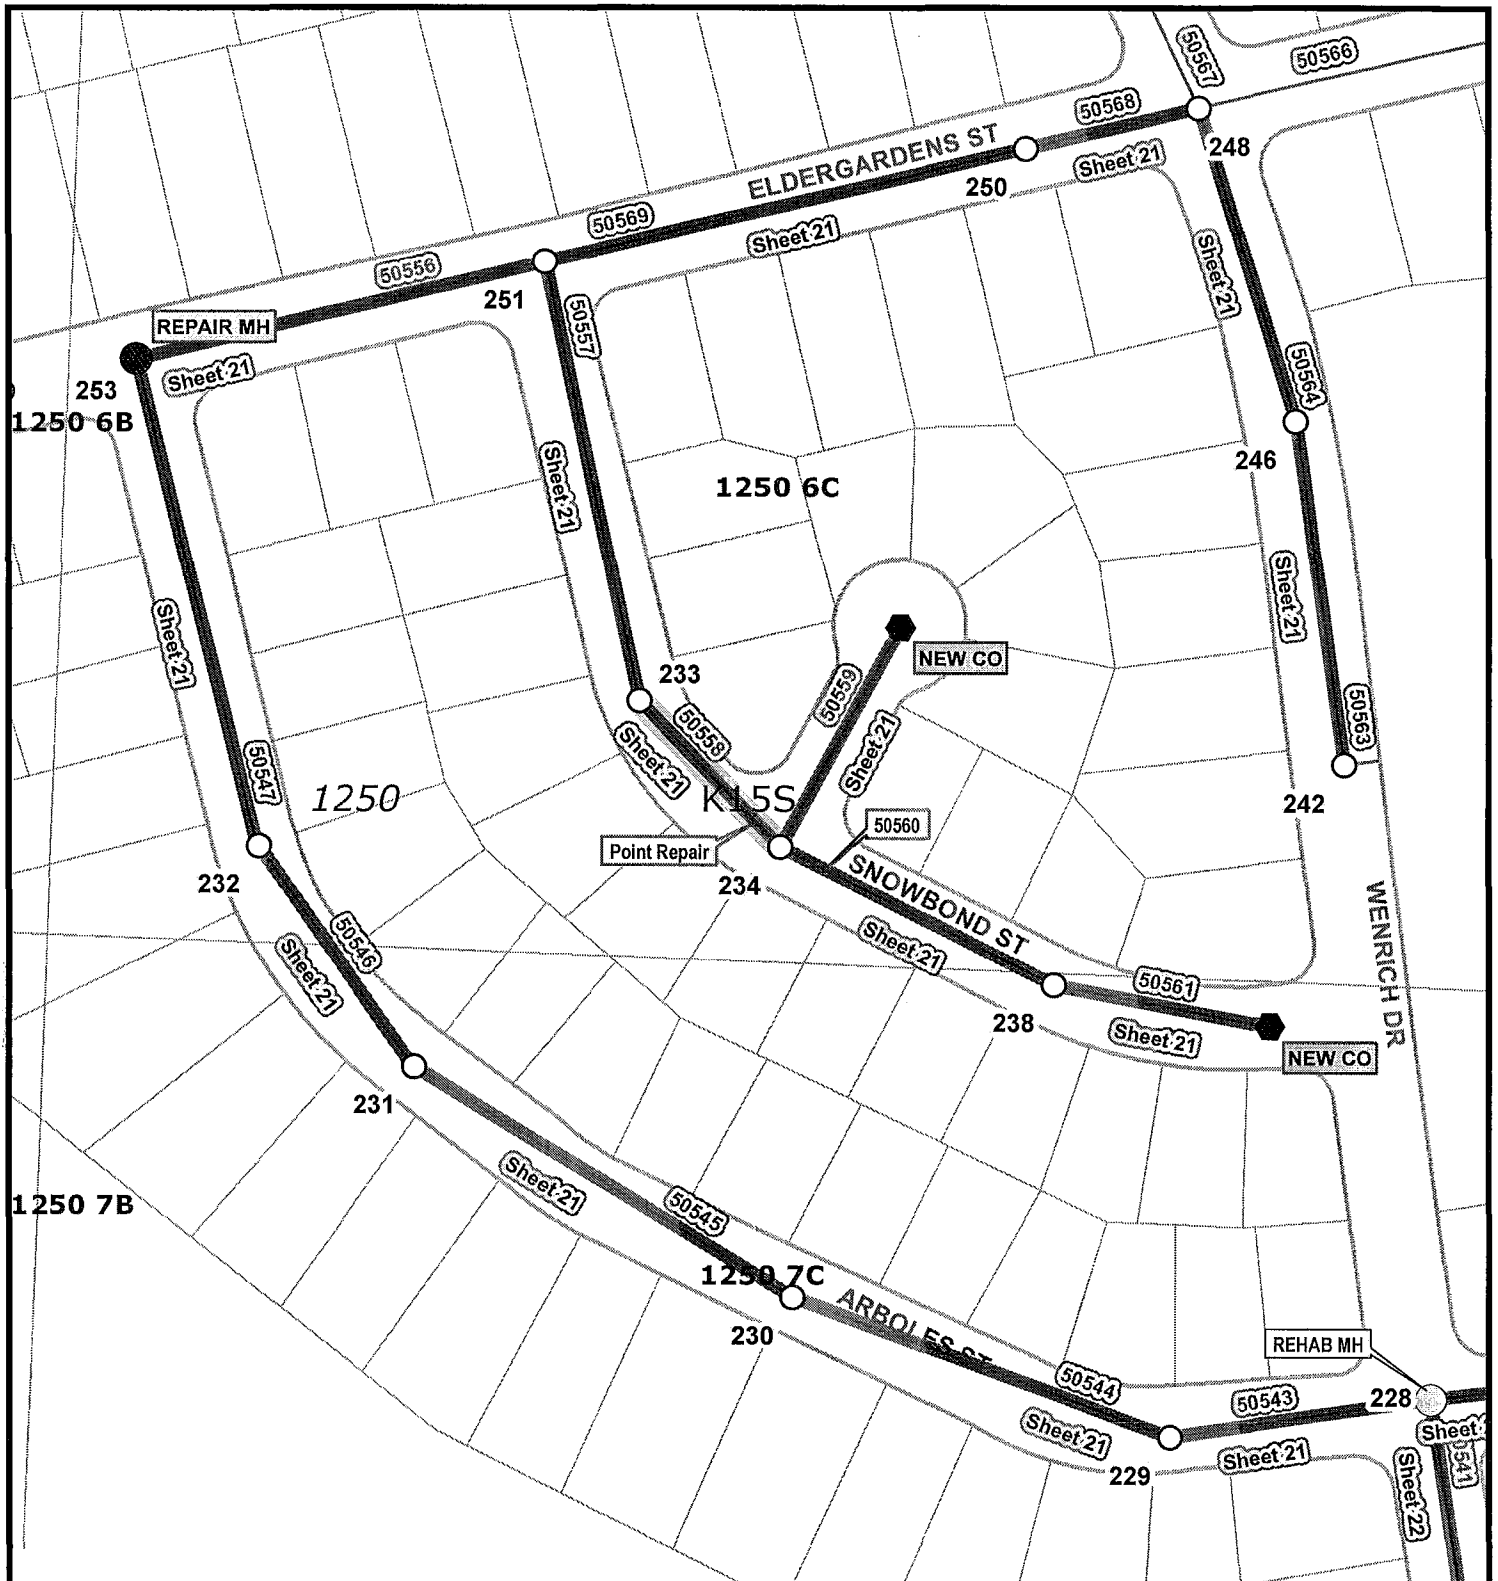 50567
50566
50568
248
ELDERGARDENS ST
Sheet 21
250
50569
Sheet 21
50556
251
Sheet 21
50557
REPAIR MH
Sheet 21
253
1250 6B
50564
246
Sheet 21
1250 6C
Sheet 21
Sheet 21
NEW CO
233
50559
50558
Sheet 21
Sheet 21
50563
242
50547
1250
K15S
50560
Point Repair
234
232
SNOWBOND ST
WENRICH DR
50546
Sheet 21
Sheet 21
50561
238
Sheet 21
NEW CO
231
Sheet 21
50545
1250 7B
1250 7C
ARBOLES ST
230
REHAB MH
50544
50543
228
Sheet 21
Sheet
229
Sheet 21
Sheet 22